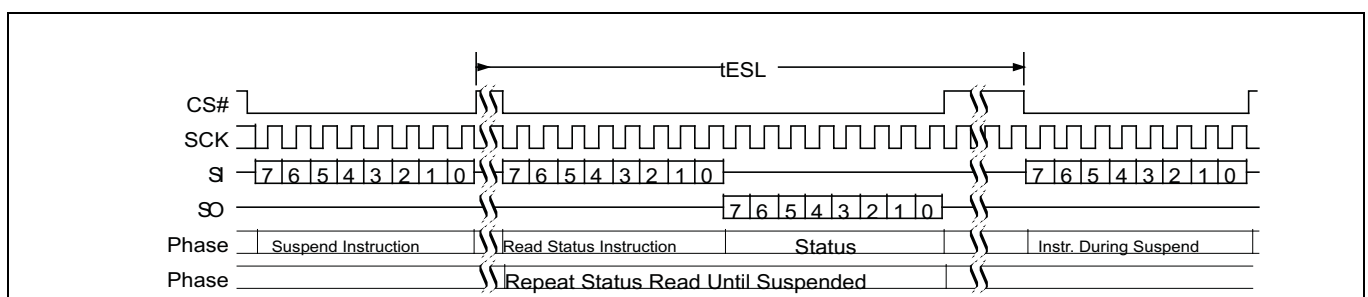 tESL
CS#
SCK
SI 7 6 5 4 3 2 1 0 7 6 5 4 3 2 1 0 7 6 5 4 3 2 1 0
SO 7 6 5 4 3 2 1 0
Phase Suspend Instruction Read Status Instruction Status Instr. During Suspend
Phase Repeat Status Read Until Suspended